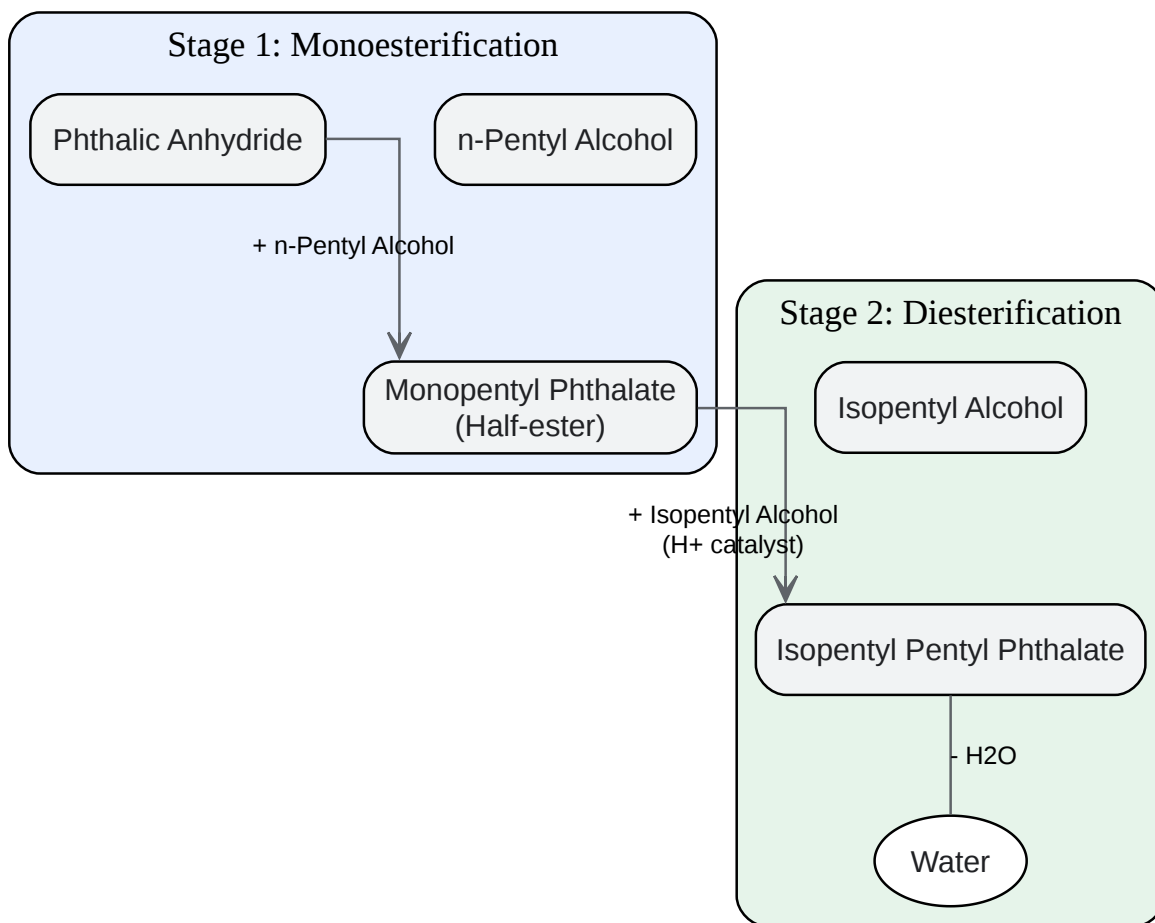 Stage 1: Monoesterification
Phthalic Anhydride
n-Pentyl Alcohol
+ n-Pentyl Alcohol
Monopentyl Phthalate
(Half-ester)
Stage 2: Diesterification
Isopentyl Alcohol
+ Isopentyl Alcohol
(H+ catalyst)
Isopentyl Pentyl Phthalate
- H2O
Water